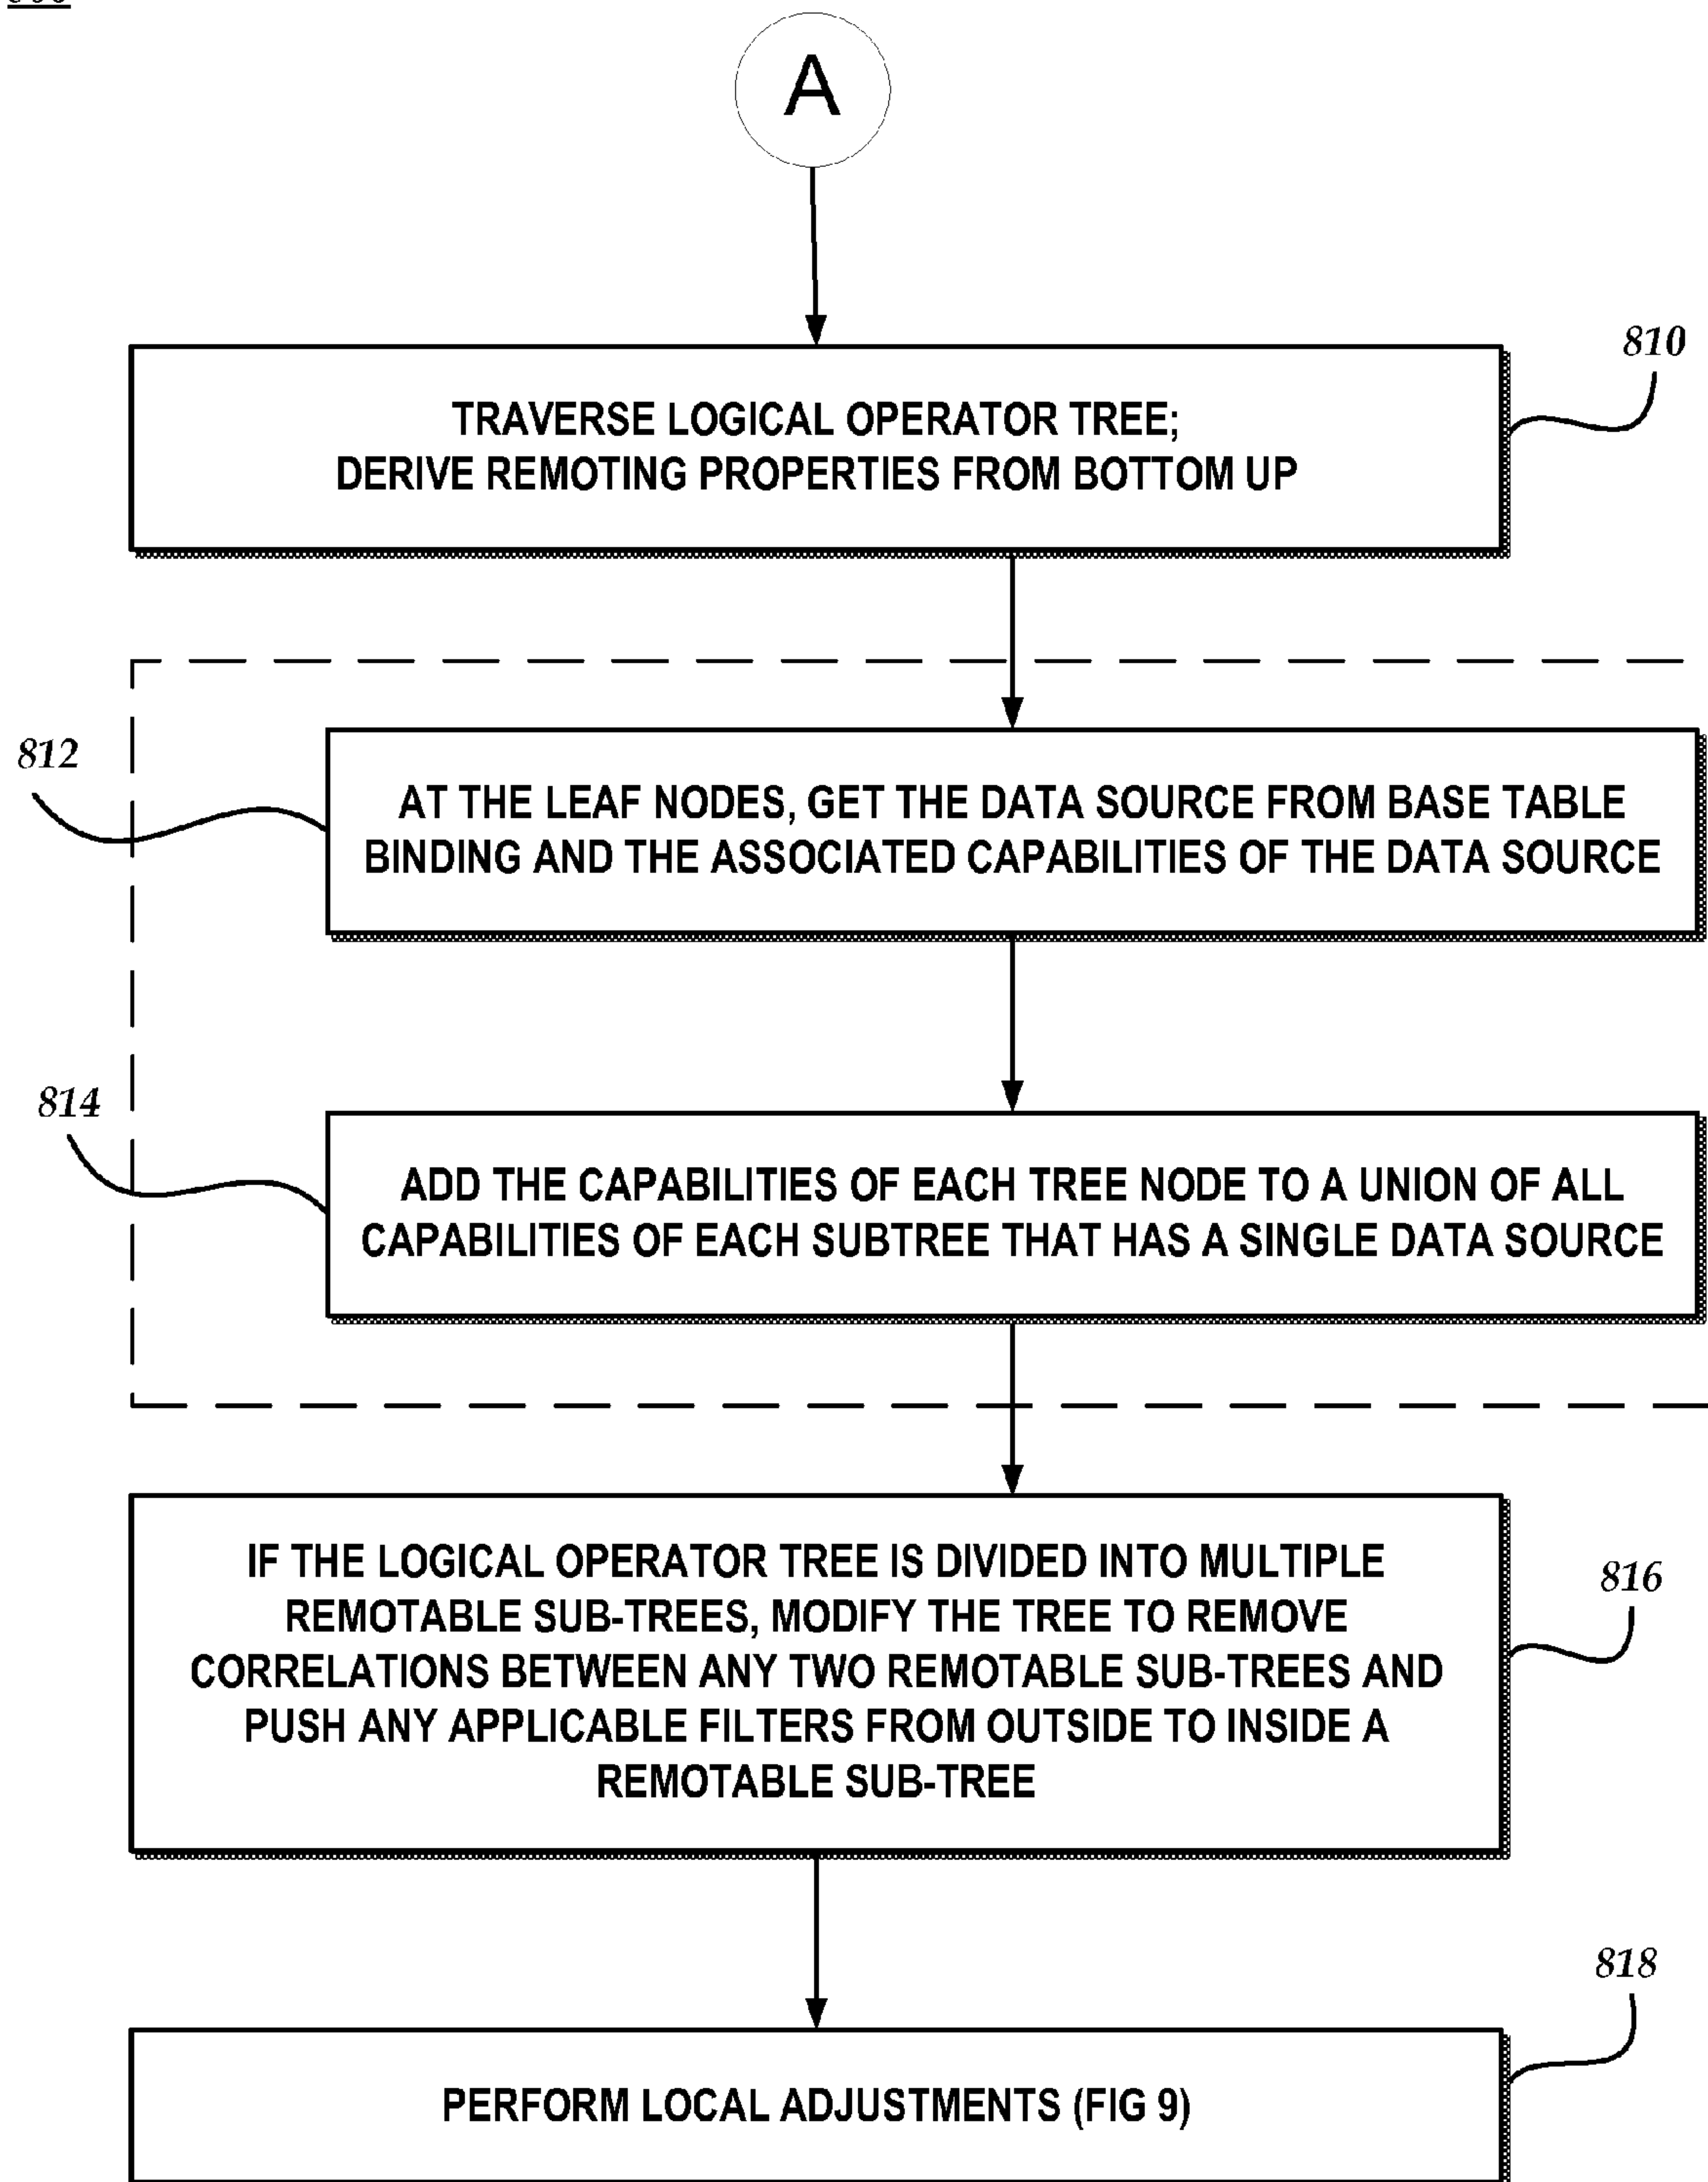 A
810
TRAVERSE LOGICAL OPERATOR TREE;
DERIVE REMOTING PROPERTIES FROM BOTTOM UP
812
AT THE LEAF NODES, GET THE DATA SOURCE FROM BASE TABLE
BINDING AND THE ASSOCIATED CAPABILITIES OF THE DATA SOURCE
814
ADD THE CAPABILITIES OF EACH TREE NODE TO A UNION OF ALL
CAPABILITIES OF EACH SUBTREE THAT HAS A SINGLE DATA SOURCE
IF THE LOGICAL OPERATOR TREE IS DIVIDED INTO MULTIPLE
REMOTABLE SUB-TREES, MODIFY THE TREE TO REMOVE
CORRELATIONS BETWEEN ANY TWO REMOTABLE SUB-TREES AND
PUSH ANY APPLICABLE FILTERS FROM OUTSIDE TO INSIDE A
REMOTABLE SUB-TREE
816
818
PERFORM LOCAL ADJUSTMENTS (FIG 9)